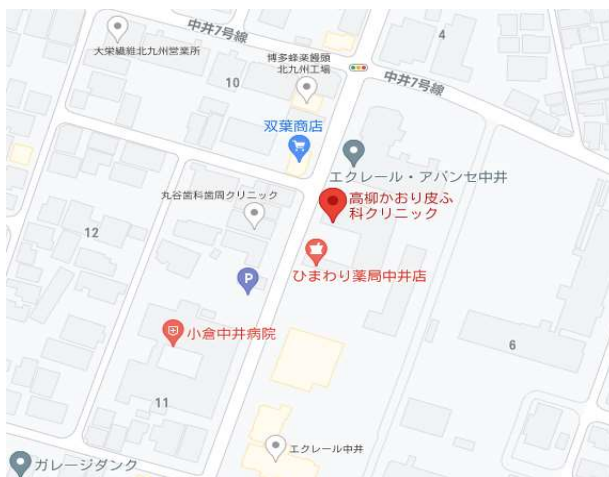 中井7号線
4
大栄繊維北九州営業所
博多蜂楽饅頭
北九州工場
10
中井7号線
双葉商店
エクレール・アバンセ中井
丸谷歯科歯周クリニック
高柳かおり皮ふ
科クリニック
12
P
ひまわり薬局中井店
小倉中井病院
6
11
エクレール中井
ガレージダンク